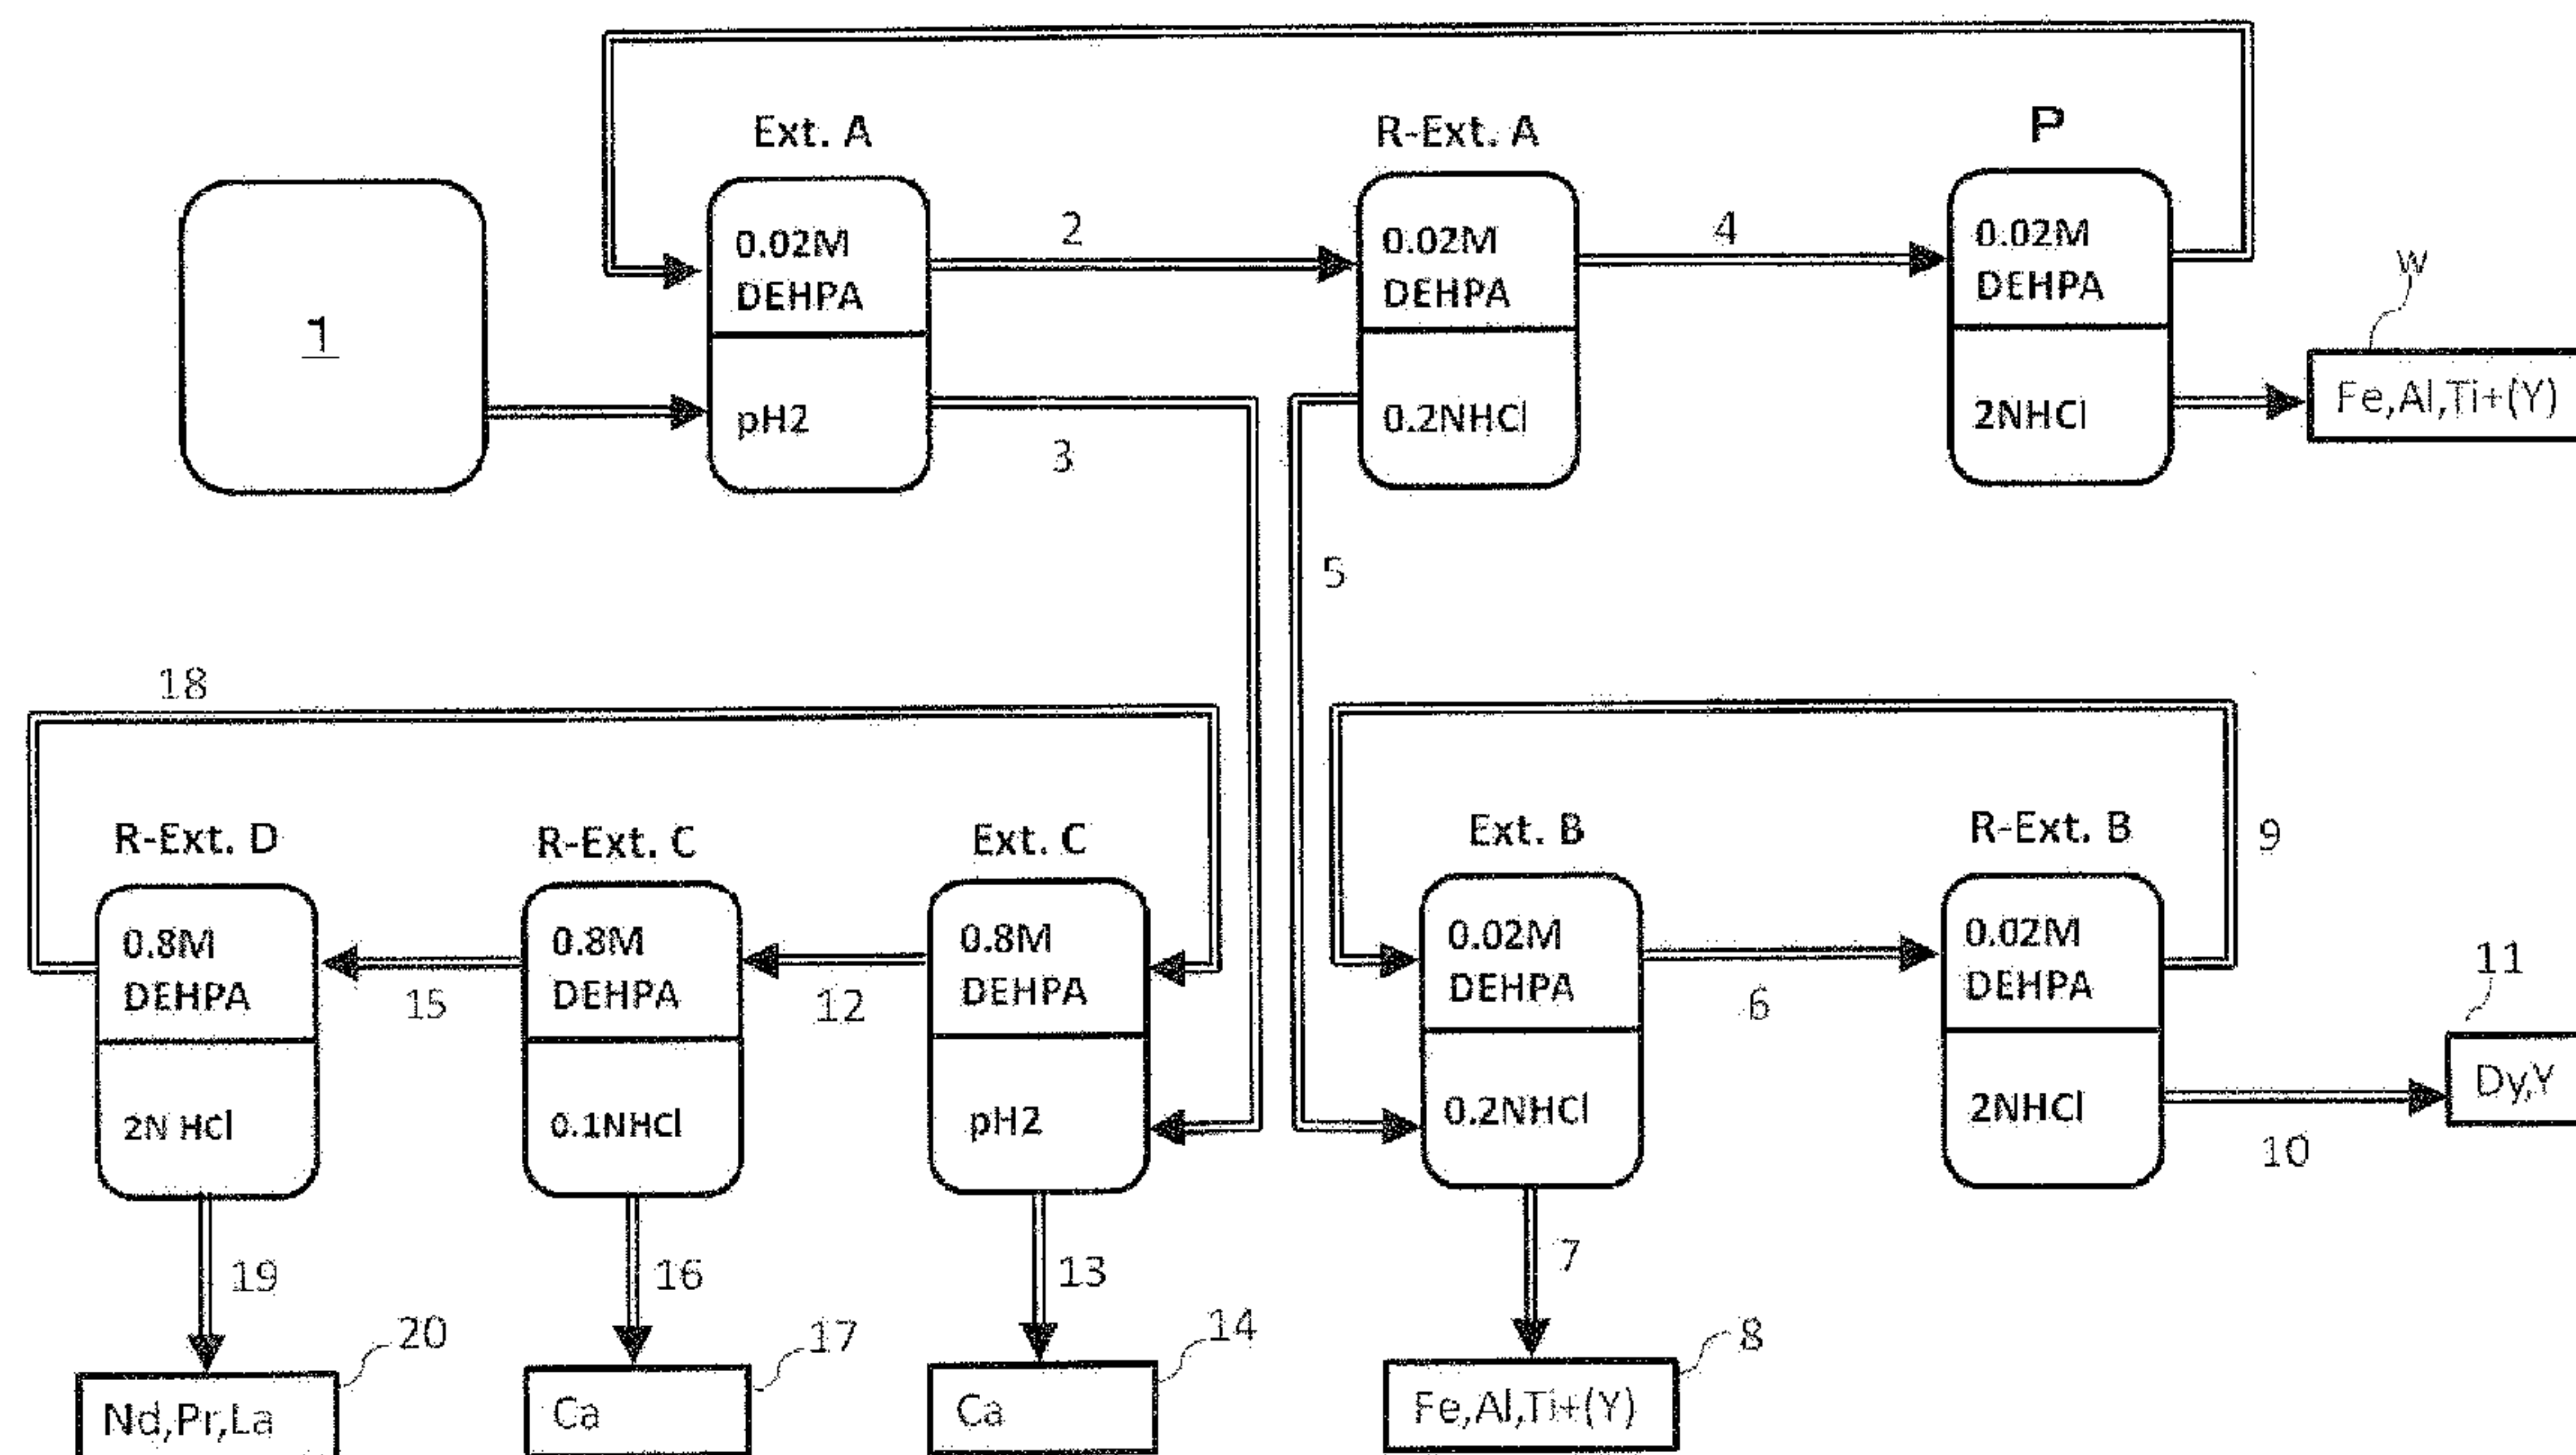 Ext. A
R-Ext. A
P
1
0.02M
DEHPA
pH2
2
3
0.02M
DEHPA
0.2NHCl
4
0.02M
DEHPA
2NHCl
w
Fe,Al,Ti+(Y)
5
18
9
R-Ext. D
R-Ext. C
Ext. C
Ext. B
R-Ext. B
0.8M
DEHPA
2N HCl
15
0.8M
DEHPA
0.1NHCl
12
0.8M
DEHPA
pH2
0.02M
DEHPA
0.2NHCl
6
0.02M
DEHPA
2NHCl
11
Dy,Y
10
19
16
13
7
20
17
14
8
Nd,Pr,La
Ca
Ca
Fe,Al,Ti+(Y)